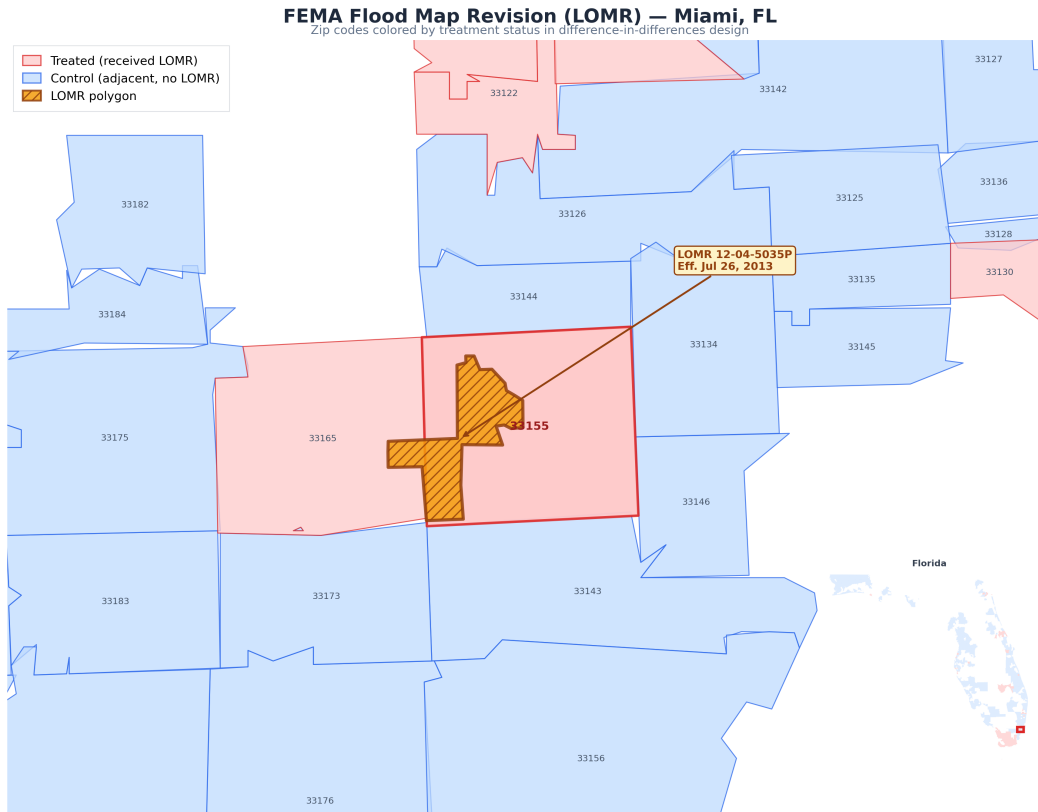 FEMA Flood Map Revision (LOMR) — Miami, FL
Zip codes colored by treatment status in difference-in-differences design
Treated (received LOMR)
Control (adjacent, no LOMR)
LOMR polygon
33122
33142
33127
33182
33126
33125
33136
33128
LOMR 12-04-5035P
Eff. Jul 26, 2013
33130
33135
33144
33184
33134
33145
33175
33165
33155
33146
33183
33173
33143
Florida
33156
33176